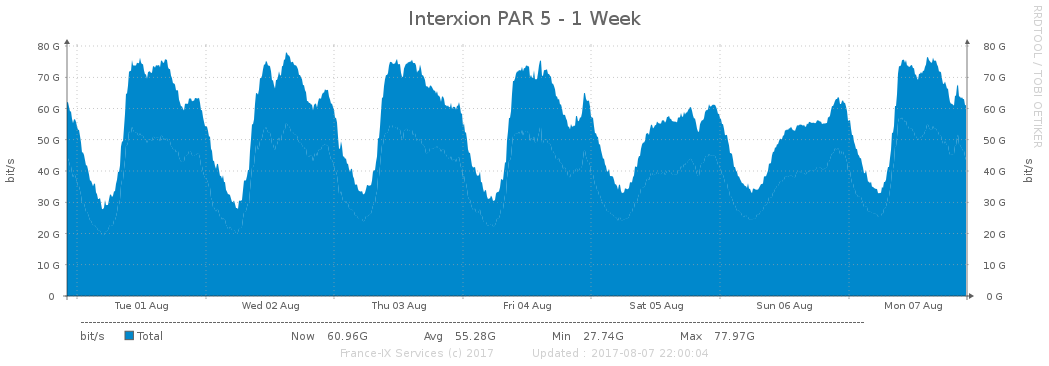 Interxion PAR 5 - 1 Week
RRDTOOL / TOBI OETIKER
80 G 80 G
70 G 70 G
60 G 60 G
50 G 50 G
40 G 40 G
30 G 30 G
20 G 20 G
10 G 10 G
0 0 G
bit/s
bit/s
Tue 01 Aug Wed 02 Aug Thu 03 Aug Fri 04 Aug Sat 05 Aug Sun 06 Aug Mon 07 Aug
bit/s Total Now 60.96G Avg 55.28G Min 27.74G Max 77.97G
France-IX Services (c) 2017 Updated : 2017-08-07 22:00:04